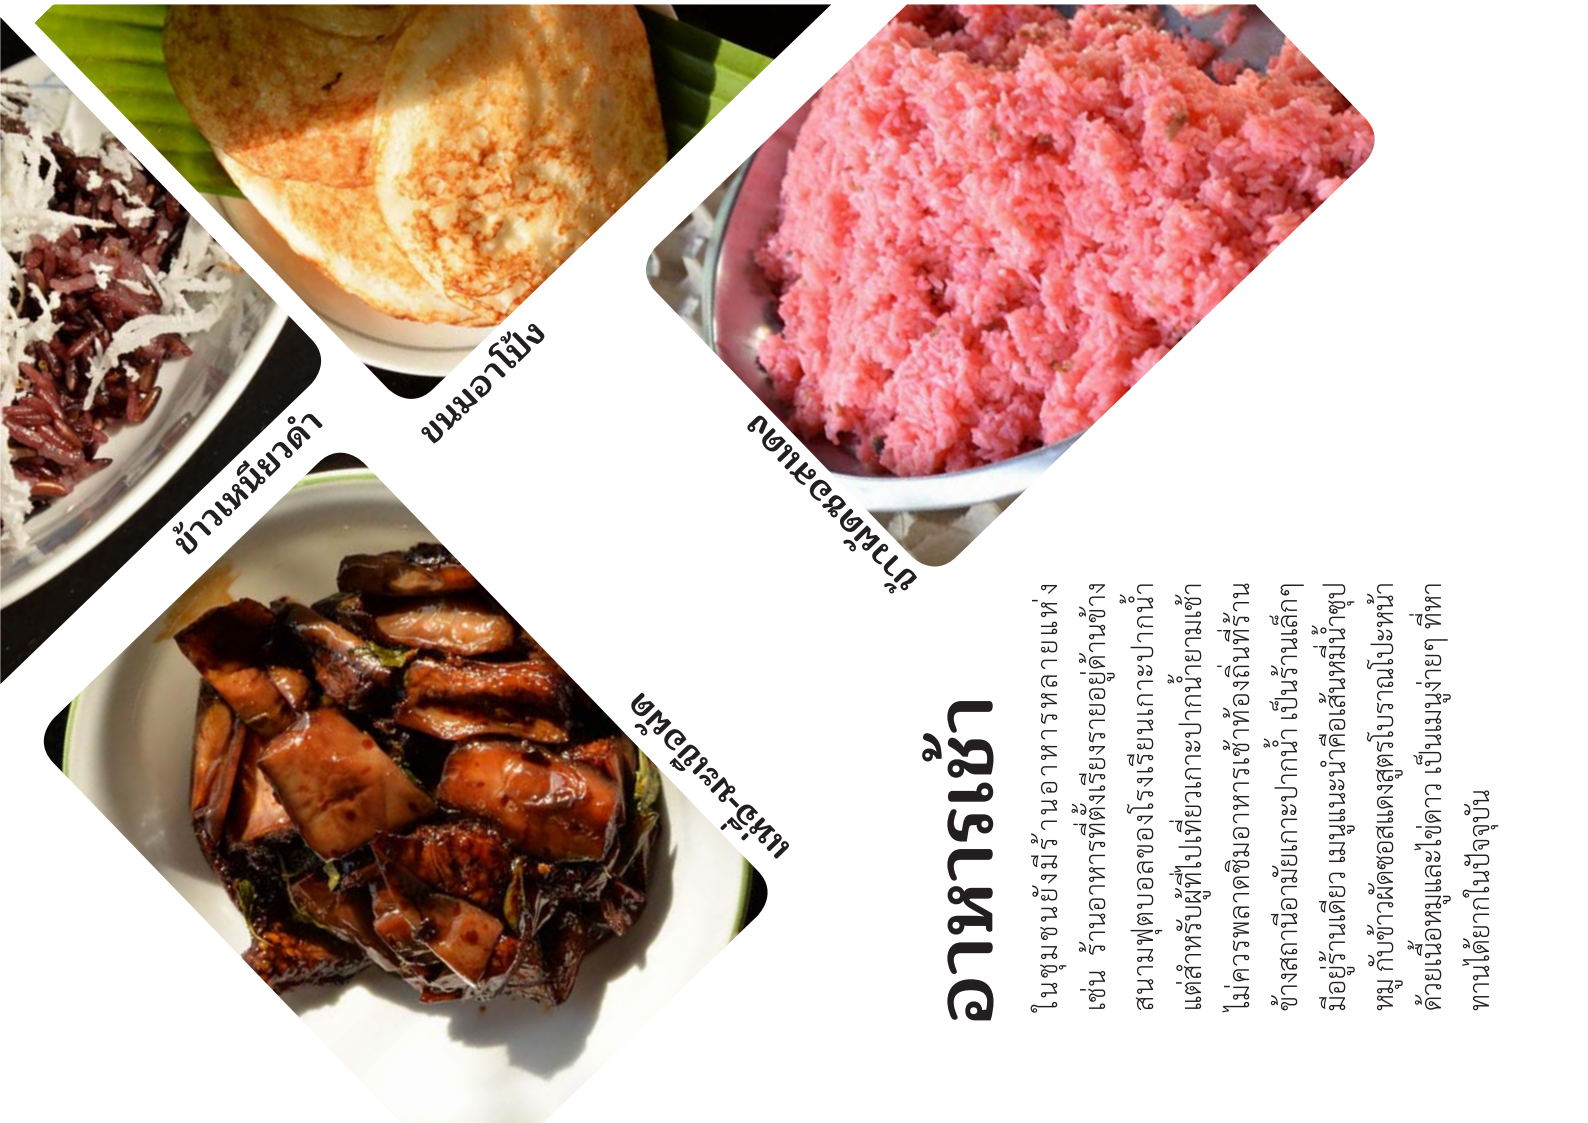 อาหารเช้า
ในชุมชนยังมีร้านอาหารหลายแห่ง
เช่น ร้านอาหารที่ตั้งเรียงรายอยู่ด้านข้าง
สนามฟุตบอลของโรงเรียนเกาะปากน้ำ
แต่สำหรับผู้ที่ไปเที่ยวเกาะปากน้ำยามเช้า
ไม่ควรพลาดชิมอาหารเช้าท้องถิ่นที่ร้าน
ข้างสถานีอามัยเกาะปากน้ำ เป็นร้านเล็กๆ
มีอยู่ร้านเดียว เมนูแนะนำคือเส้นหมี่น้ำซุป
หมู กับข้าวผัดซอสแดงสูตรโบราณโปะหน้า
ด้วยเนื้อหมูและไข่ดาว เป็นเมนูง่ายๆ ที่หา
ทานได้ยากในปัจจุบัน
ข้าวเหนียวดำ
ขนมอาโป้ง
ข้าวผัดซอสแดง
แหล่อ-มะเขือผัด